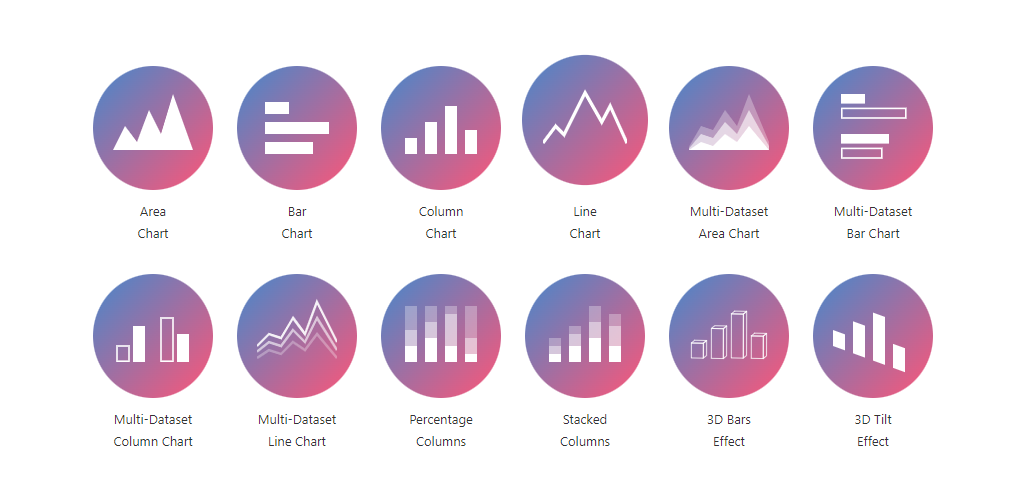 Area
Chart
Bar
Chart
Column
Chart
Line
Chart
Multi-Dataset
Area Chart
Multi-Dataset
Bar Chart
Multi-Dataset
Column Chart
Multi-Dataset
Line Chart
Percentage
Columns
Stacked
Columns
3D Bars
Effect
3D Tilt
Effect